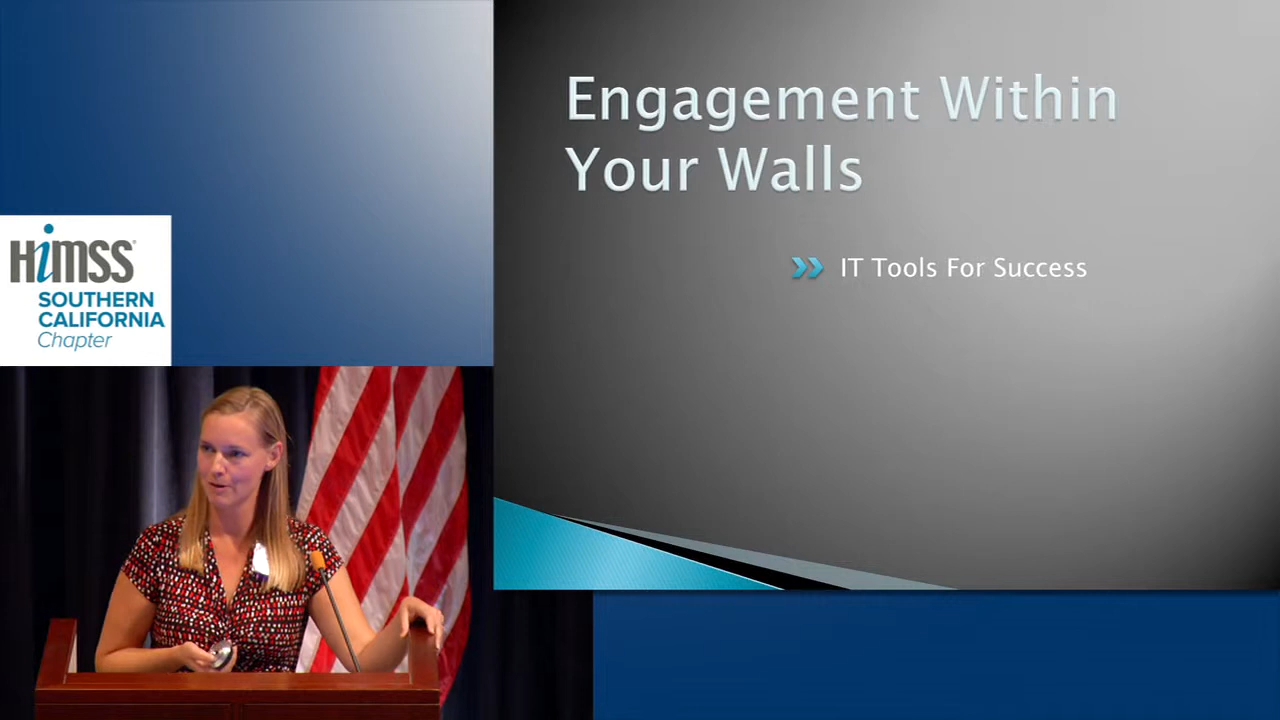 Engagement Within
Your Walls
IT Tools For Success
HiMSS®
SOUTHERN
CALIFORNIA
Chapter